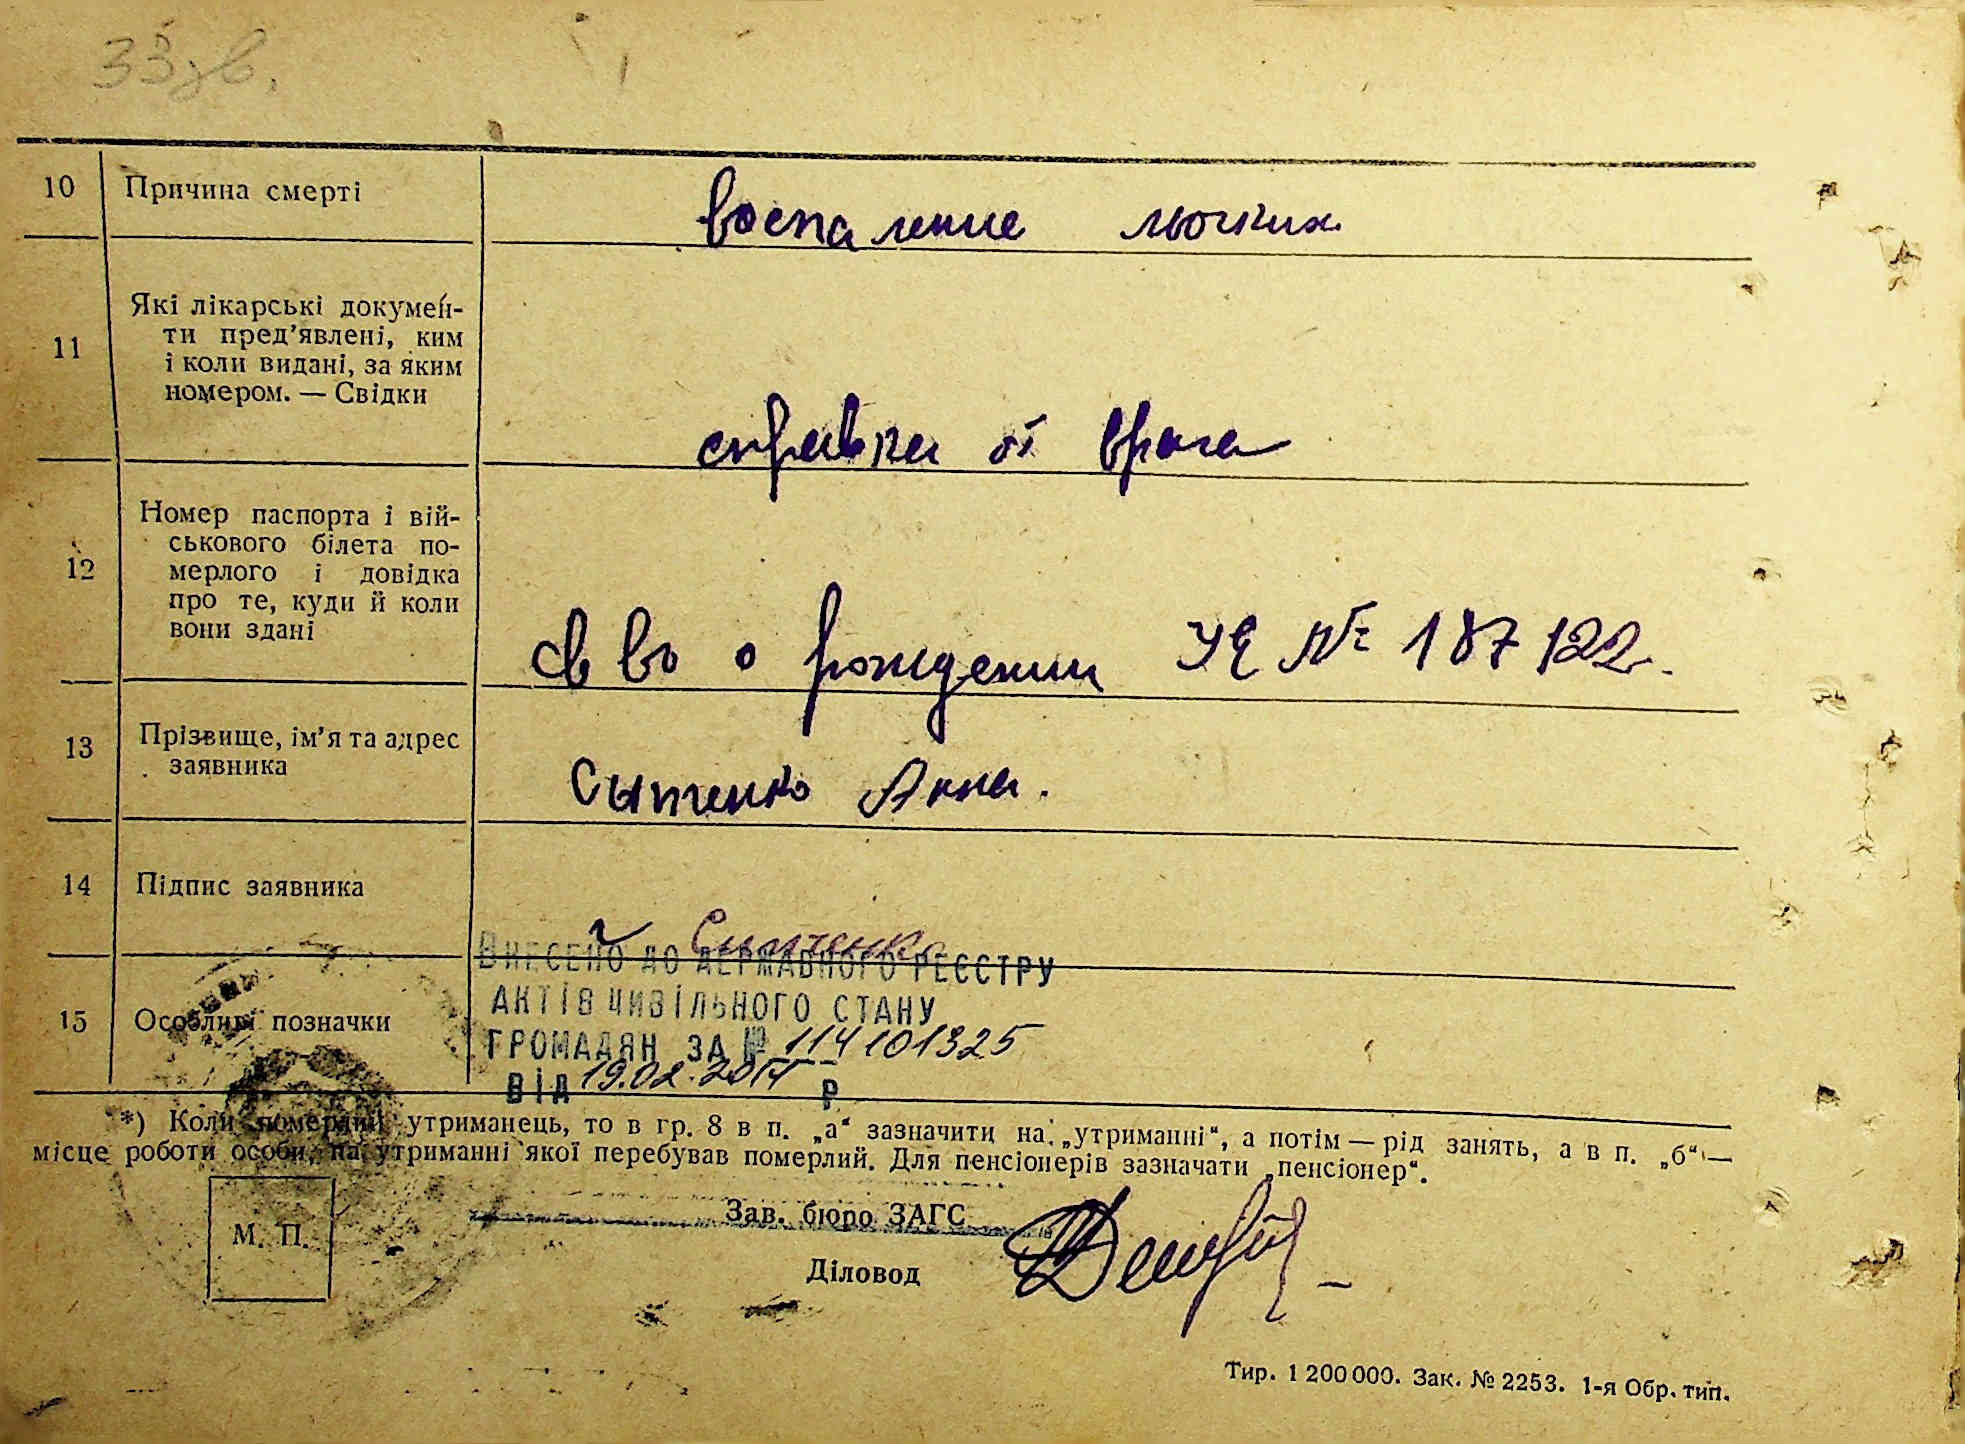 33зв.
10 Причина смерті воспаление льогких
11 Які лікарські докумен-
ти пред’явлені, ким
і коли видані, за яким
номером. — Свідки
справка от врача
12 Номер паспорта і вій-
ськового білета по-
мерлого і довідка
про те, куди й коли
вони здані
св во о рождении УЕ № 187122.
13 Прізвище, ім’я та адрес
заявника
Сытенко Анна.
14 Підпис заявника
Сытенко
ВНЕСЕНО ДО ДЕРЖАВНОГО РЕЄСТРУ
АКТІВ ЦИВІЛЬНОГО СТАНУ
15 Особливі позначки
ГРОМАДЯН ЗА № 114101325
ВІД 19.02.2017 Р
*) Коли померлий утриманець, то в гр. 8 в п. „а“ зазначити на „утриманні“, а потім — рід занять, а в п. „б“ —
місце роботи особи, на утриманні якої перебував померлий. Для пенсіонерів зазначати „пенсіонер“.
Зав. бюро ЗАГС
М. П.
Діловод
Тир. 1 200 000. Зак. № 2253. 1-я Обр. тип.